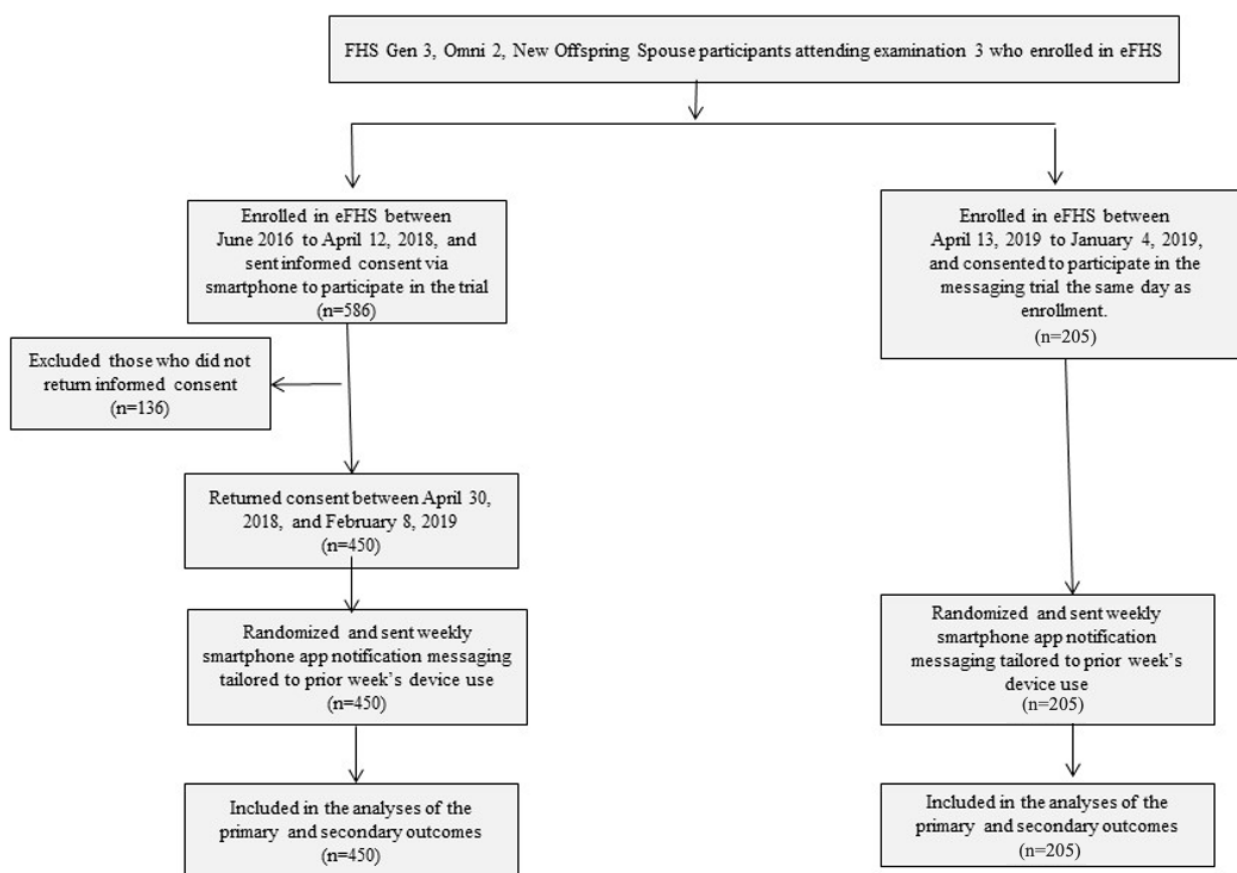 FHS Gen 3, Omni 2, New Offspring Spouse participants attending examination 3 who enrolled in eFHS
Enrolled in eFHS between
June 2016 to April 12, 2018, and
sent informed consent via
smartphone to participate in the trial
(n=586)
Enrolled in eFHS between
April 13, 2019 to January 4, 2019,
and consented to participate in the
messaging trial the same day as
enrollment.
(n=205)
Excluded those who did not
return informed consent
(n=136)
Returned consent between April 30,
2018, and February 8, 2019
(n=450)
Randomized and sent weekly
smartphone app notification messaging
tailored to prior week's device use
(n=450)
Randomized and sent weekly
smartphone app notification
messaging tailored to prior week's
device use
(n=205)
Included in the analyses of the
primary and secondary outcomes
(n=450)
Included in the analyses of the
primary and secondary outcomes
(n=205)